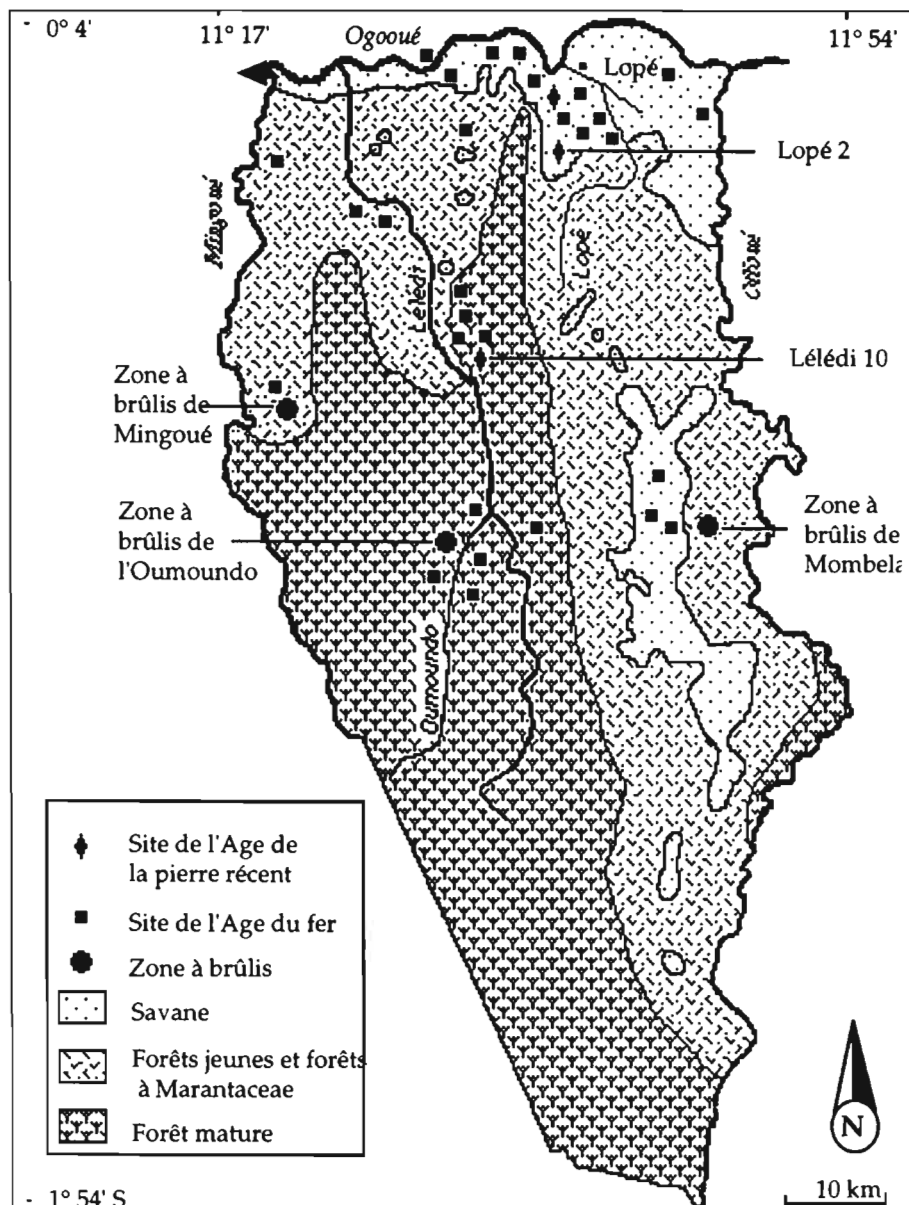 - 0° 4'
11° 17'
Ogooué
11° 54'
Lopé
Lopé 2
Mingoué
Offoué
Lopé
Lélédi
Lélédi 10
Zone à
brûlis de
Mingoué
Zone à
brûlis de
l'Oumoundo
Zone à
brûlis de
Mombela
Oumoundo
Site de l'Age de
la pierre récent
Site de l'Age du fer
Zone à brûlis
Savane
Forêts jeunes et forêts
à Marantaceae
Forêt mature
N
10 km
- 1° 54' S